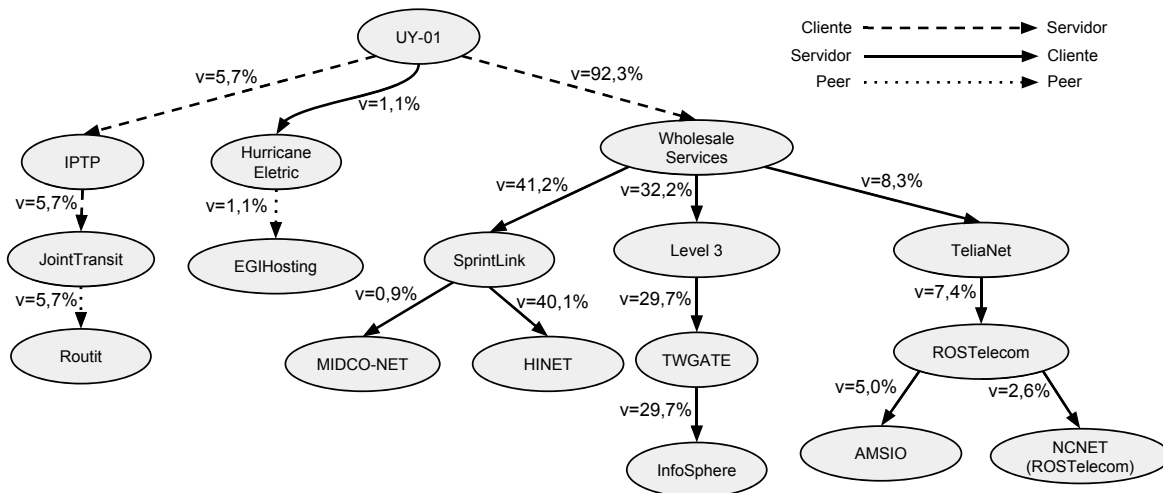 UY-01
Cliente
Servidor
Servidor
Cliente
Peer
Peer
v=5,7%
v=1,1%
v=92,3%
IPTP
Hurricane
Eletric
Wholesale
Services
v=5,7%
v=1,1%
v=41,2%
v=32,2%
v=8,3%
JointTransit
EGIHosting
SprintLink
Level 3
TeliaNet
v=5,7%
v=0,9%
v=40,1%
v=29,7%
v=7,4%
Routit
MIDCO-NET
HINET
TWGATE
ROSTelecom
v=29,7%
v=5,0%
v=2,6%
InfoSphere
AMSIO
NCNET
(ROSTelecom)